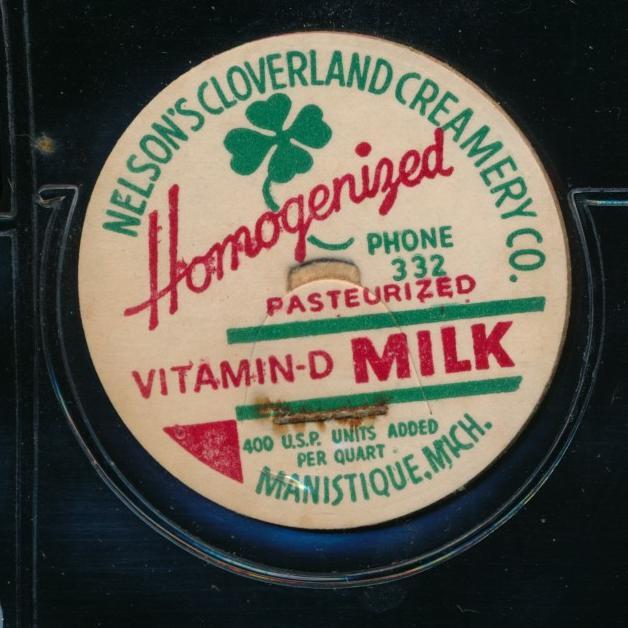 NELSON'S CLOVERLAND CREAMERY CO.
Homogenized
PHONE
332
PASTEURIZED
VITAMIN-D MILK
400 U.S.P. UNITS ADDED
PER QUART
MANISTIQUE, MICH.